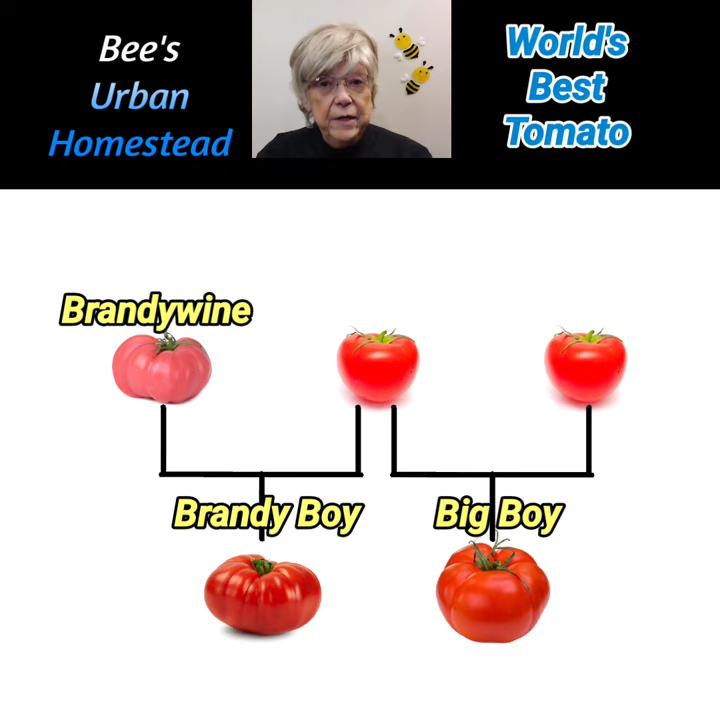 Bee's
Urban
Homestead
World's
Best
Tomato
Brandywine
Brandy Boy
Big Boy